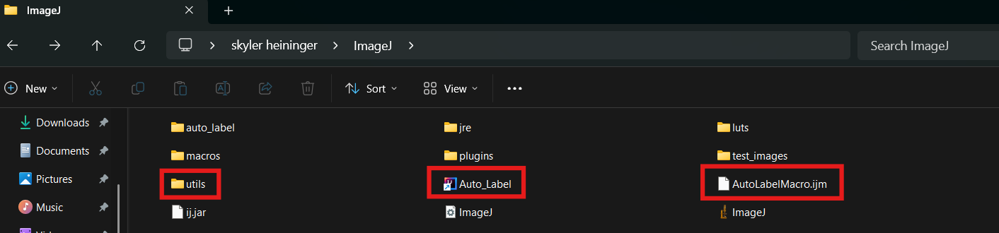 ImageJ
skyler heininger ImageJ Search ImageJ
New Sort View
Downloads
Documents
Pictures
Music
auto_label jre luts
macros plugins test_images
utils Auto_Label AutoLabelMacro.ijm
ij.jar ImageJ ImageJ